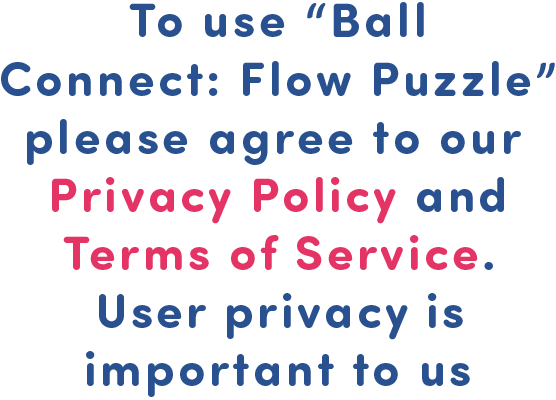 To use “Ball
Connect: Flow Puzzle”
please agree to our
Privacy Policy and
Terms of Service.
User privacy is
important to us